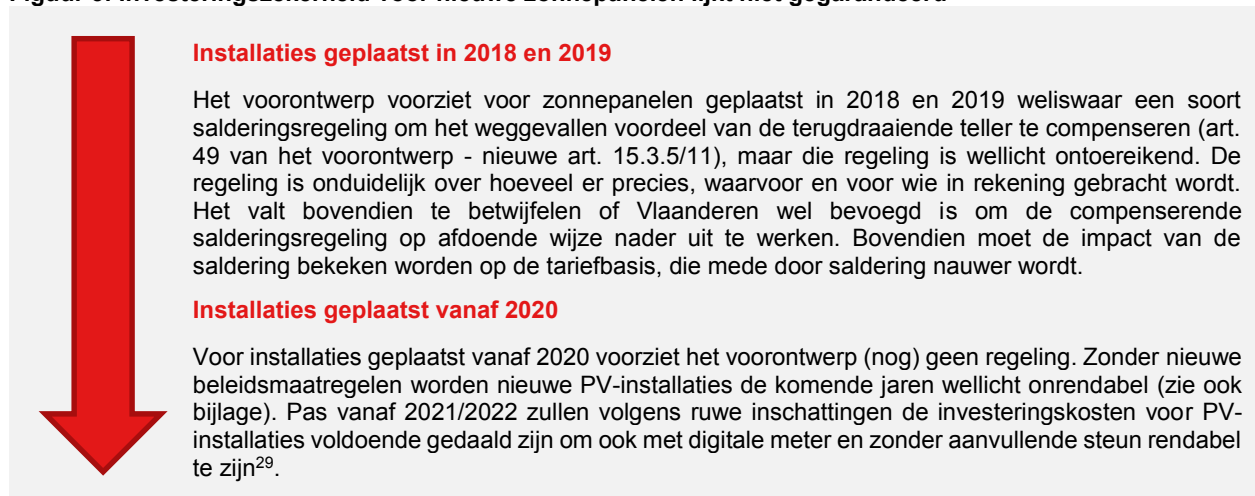 Installaties geplaatst in 2018 en 2019
Het voorontwerp voorziet voor zonnepanelen geplaatst in 2018 en 2019 weliswaar een soort
salderingsregeling om het weggevallen voordeel van de terugdraaiende teller te compenseren (art.
49 van het voorontwerp - nieuwe art. 15.3.5/11), maar die regeling is wellicht ontoereikend. De
regeling is onduidelijk over hoeveel er precies, waarvoor en voor wie in rekening gebracht wordt.
Het valt bovendien te betwijfelen of Vlaanderen wel bevoegd is om de compenserende
salderingsregeling op afdoende wijze nader uit te werken. Bovendien moet de impact van de
saldering bekeken worden op de tariefbasis, die mede door saldering nauwer wordt.
Installaties geplaatst vanaf 2020
Voor installaties geplaatst vanaf 2020 voorziet het voorontwerp (nog) geen regeling. Zonder nieuwe
beleidsmaatregelen worden nieuwe PV-installaties de komende jaren wellicht onrendabel (zie ook
bijlage). Pas vanaf 2021/2022 zullen volgens ruwe inschattingen de investeringskosten voor PV-
installaties voldoende gedaald zijn om ook met digitale meter en zonder aanvullende steun rendabel
te zijn²⁹.